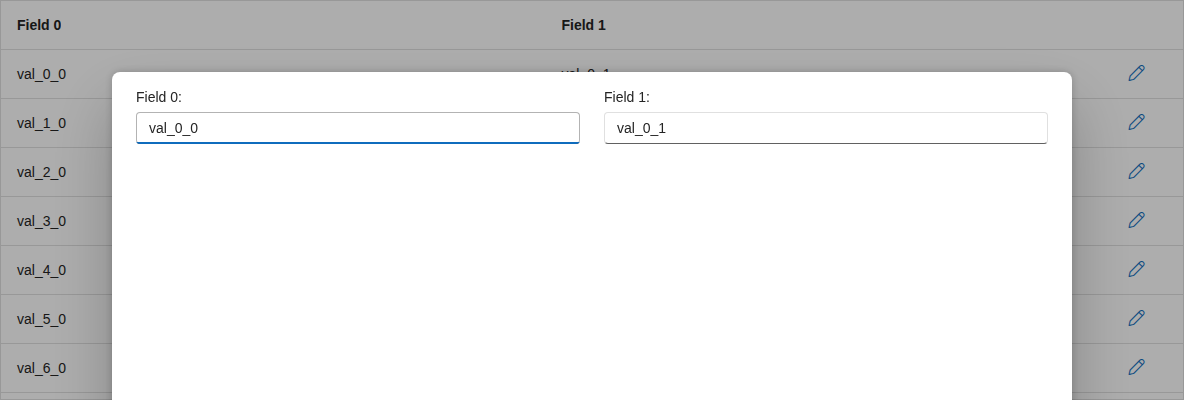 Field 0 Field 1
val_0_0
Field 0: Field 1:
val_0_0 val_0_1
val_1_0
val_2_0
val_3_0
val_4_0
val_5_0
val_6_0